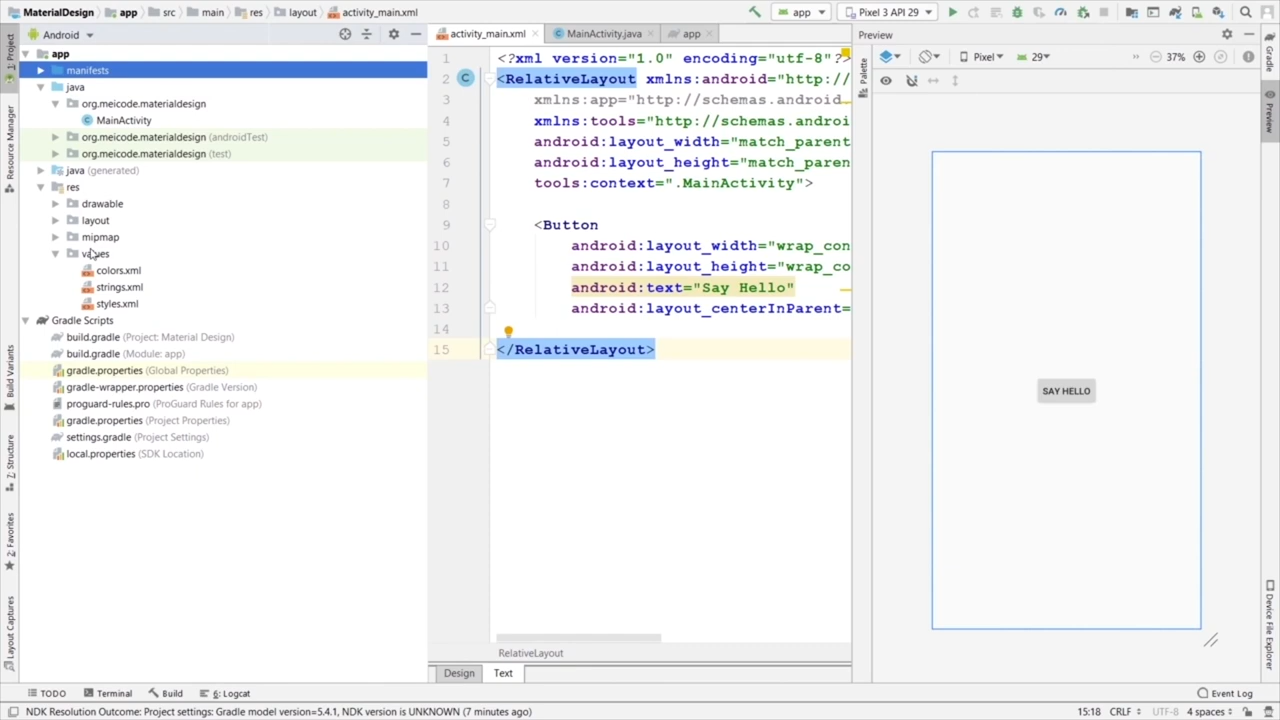 MaterialDesign app src main res layout activity_main.xml
app Pixel 3 API 29
1: Project
Resource Manager
Build Variants
7: Structure
2: Favorites
Layout Captures
Android
app
manifests
java
org.meicode.materialdesign
MainActivity
org.meicode.materialdesign (androidTest)
org.meicode.materialdesign (test)
java (generated)
res
drawable
layout
mipmap
values
colors.xml
strings.xml
styles.xml
Gradle Scripts
build.gradle (Project: Material Design)
build.gradle (Module: app)
gradle.properties (Global Properties)
gradle-wrapper.properties (Gradle Version)
proguard-rules.pro (ProGuard Rules for app)
gradle.properties (Project Properties)
settings.gradle (Project Settings)
local.properties (SDK Location)
activity_main.xml MainActivity.java app
1 <?xml version="1.0" encoding="utf-8"?>
2 <RelativeLayout xmlns:android="http://
3 xmlns:app="http://schemas.android.
4 xmlns:tools="http://schemas.androi
5 android:layout_width="match_parent
6 android:layout_height="match_paren
7 tools:context=".MainActivity">
8
9 <Button
10 android:layout_width="wrap_con
11 android:layout_height="wrap_co
12 android:text="Say Hello"
13 android:layout_centerInParent=
14
15 </RelativeLayout>
RelativeLayout
Design Text
Preview
Palette
Pixel 29 » 37%
SAY HELLO
Gradle
Preview
Device File Explorer
TODO Terminal Build 6: Logcat Event Log
NDK Resolution Outcome: Project settings: Gradle model version=5.4.1, NDK version is UNKNOWN (7 minutes ago) 15:18 CRLF UTF-8 4 spaces